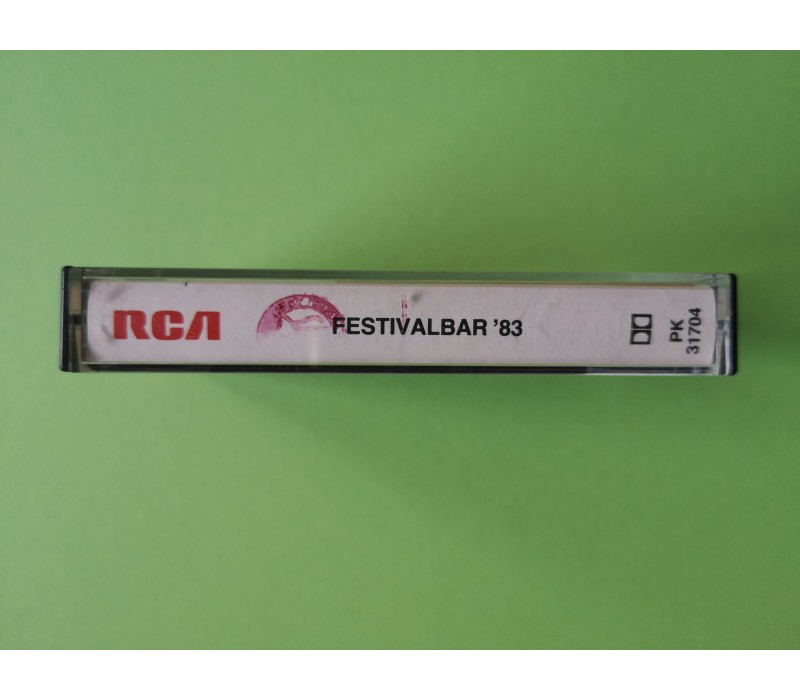 RCA
FESTIVALBAR '83
PK
31704